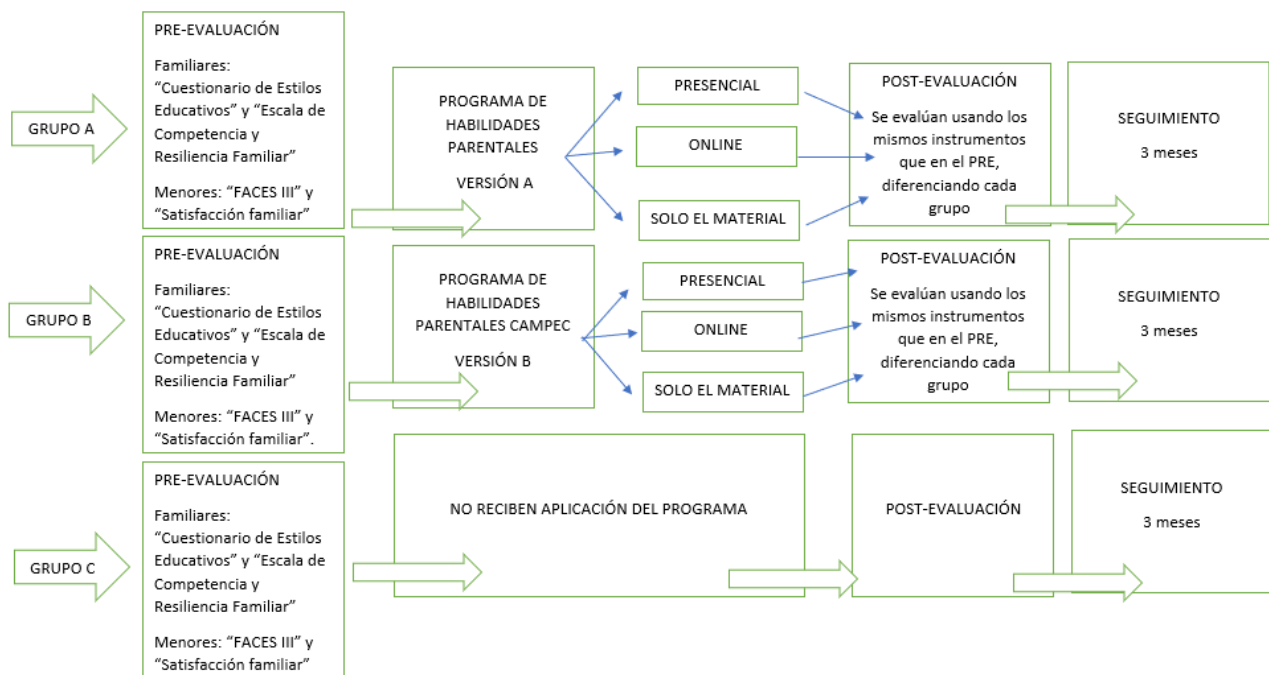 GRUPO A
PRE-EVALUACIÓN
Familiares:
“Cuestionario de Estilos
Educativos” y “Escala de
Competencia y
Resiliencia Familiar”
Menores: “FACES III” y
“Satisfacción familiar”
PROGRAMA DE
HABILIDADES
PARENTALES
VERSIÓN A
PRESENCIAL
ONLINE
SOLO EL MATERIAL
POST-EVALUACIÓN
Se evalúan usando los
mismos instrumentos
que en el PRE,
diferenciando cada
grupo
SEGUIMIENTO
3 meses
GRUPO B
PRE-EVALUACIÓN
Familiares:
“Cuestionario de Estilos
Educativos” y “Escala de
Competencia y
Resiliencia Familiar”
Menores: “FACES III” y
“Satisfacción familiar”.
PROGRAMA DE
HABILIDADES
PARENTALES CAMPEC
VERSIÓN B
PRESENCIAL
ONLINE
SOLO EL MATERIAL
POST-EVALUACIÓN
Se evalúan usando los
mismos instrumentos
que en el PRE,
diferenciando cada
grupo
SEGUIMIENTO
3 meses
GRUPO C
PRE-EVALUACIÓN
Familiares:
“Cuestionario de Estilos
Educativos” y “Escala de
Competencia y
Resiliencia Familiar”
Menores: “FACES III” y
“Satisfacción familiar”
NO RECIBEN APLICACIÓN DEL PROGRAMA
POST-EVALUACIÓN
SEGUIMIENTO
3 meses